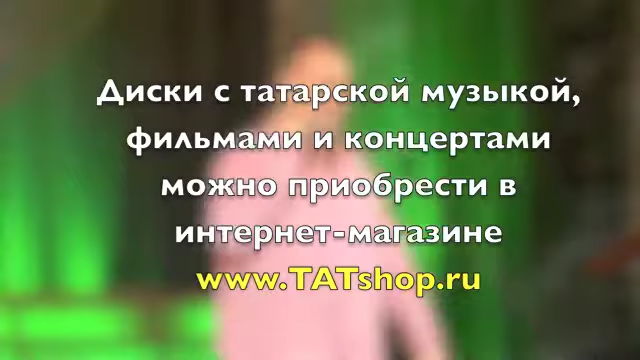 Диски с татарской музыкой,
фильмами и концертами
можно приобрести в
интернет-магазине
www.TATshop.ru